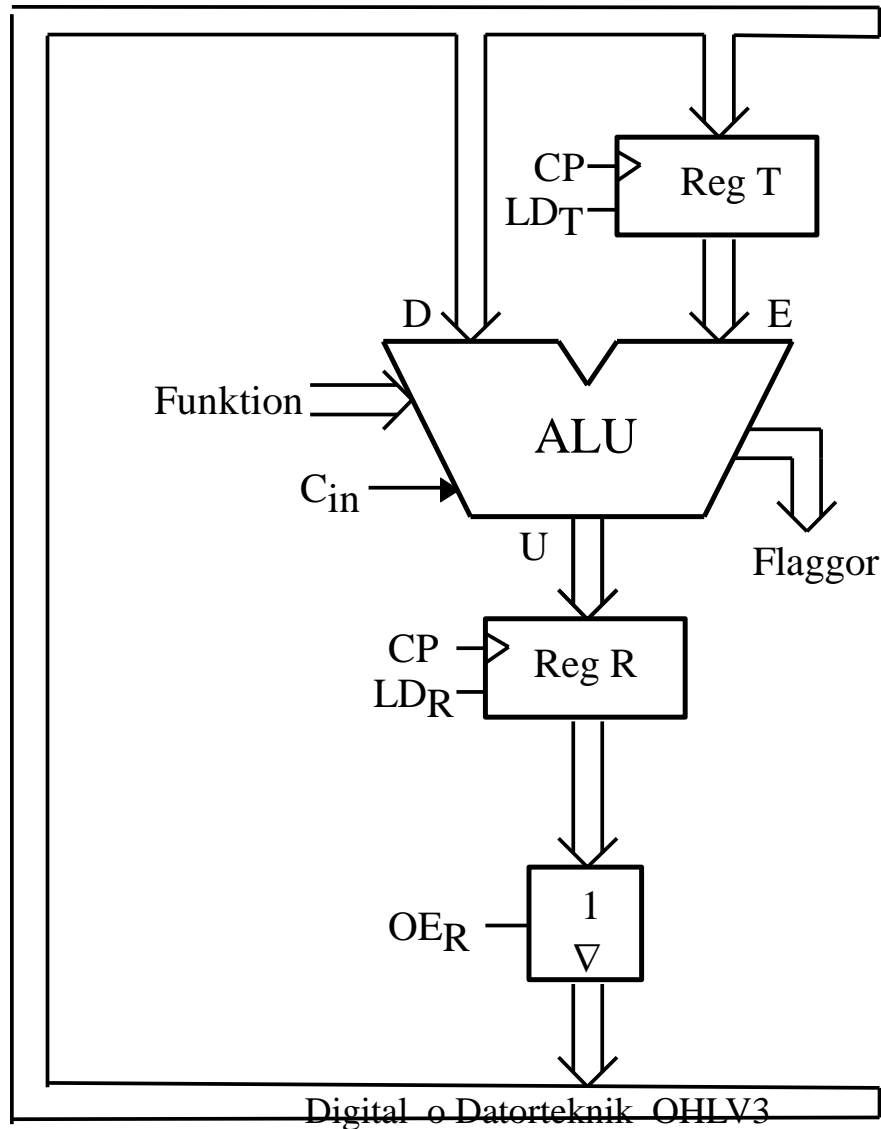 CP
Reg T
LDT
D
E
Funktion
ALU
Cin
U
Flaggor
CP
Reg R
LDR
1
OER
∇
Digital o Datorteknik OHLV3